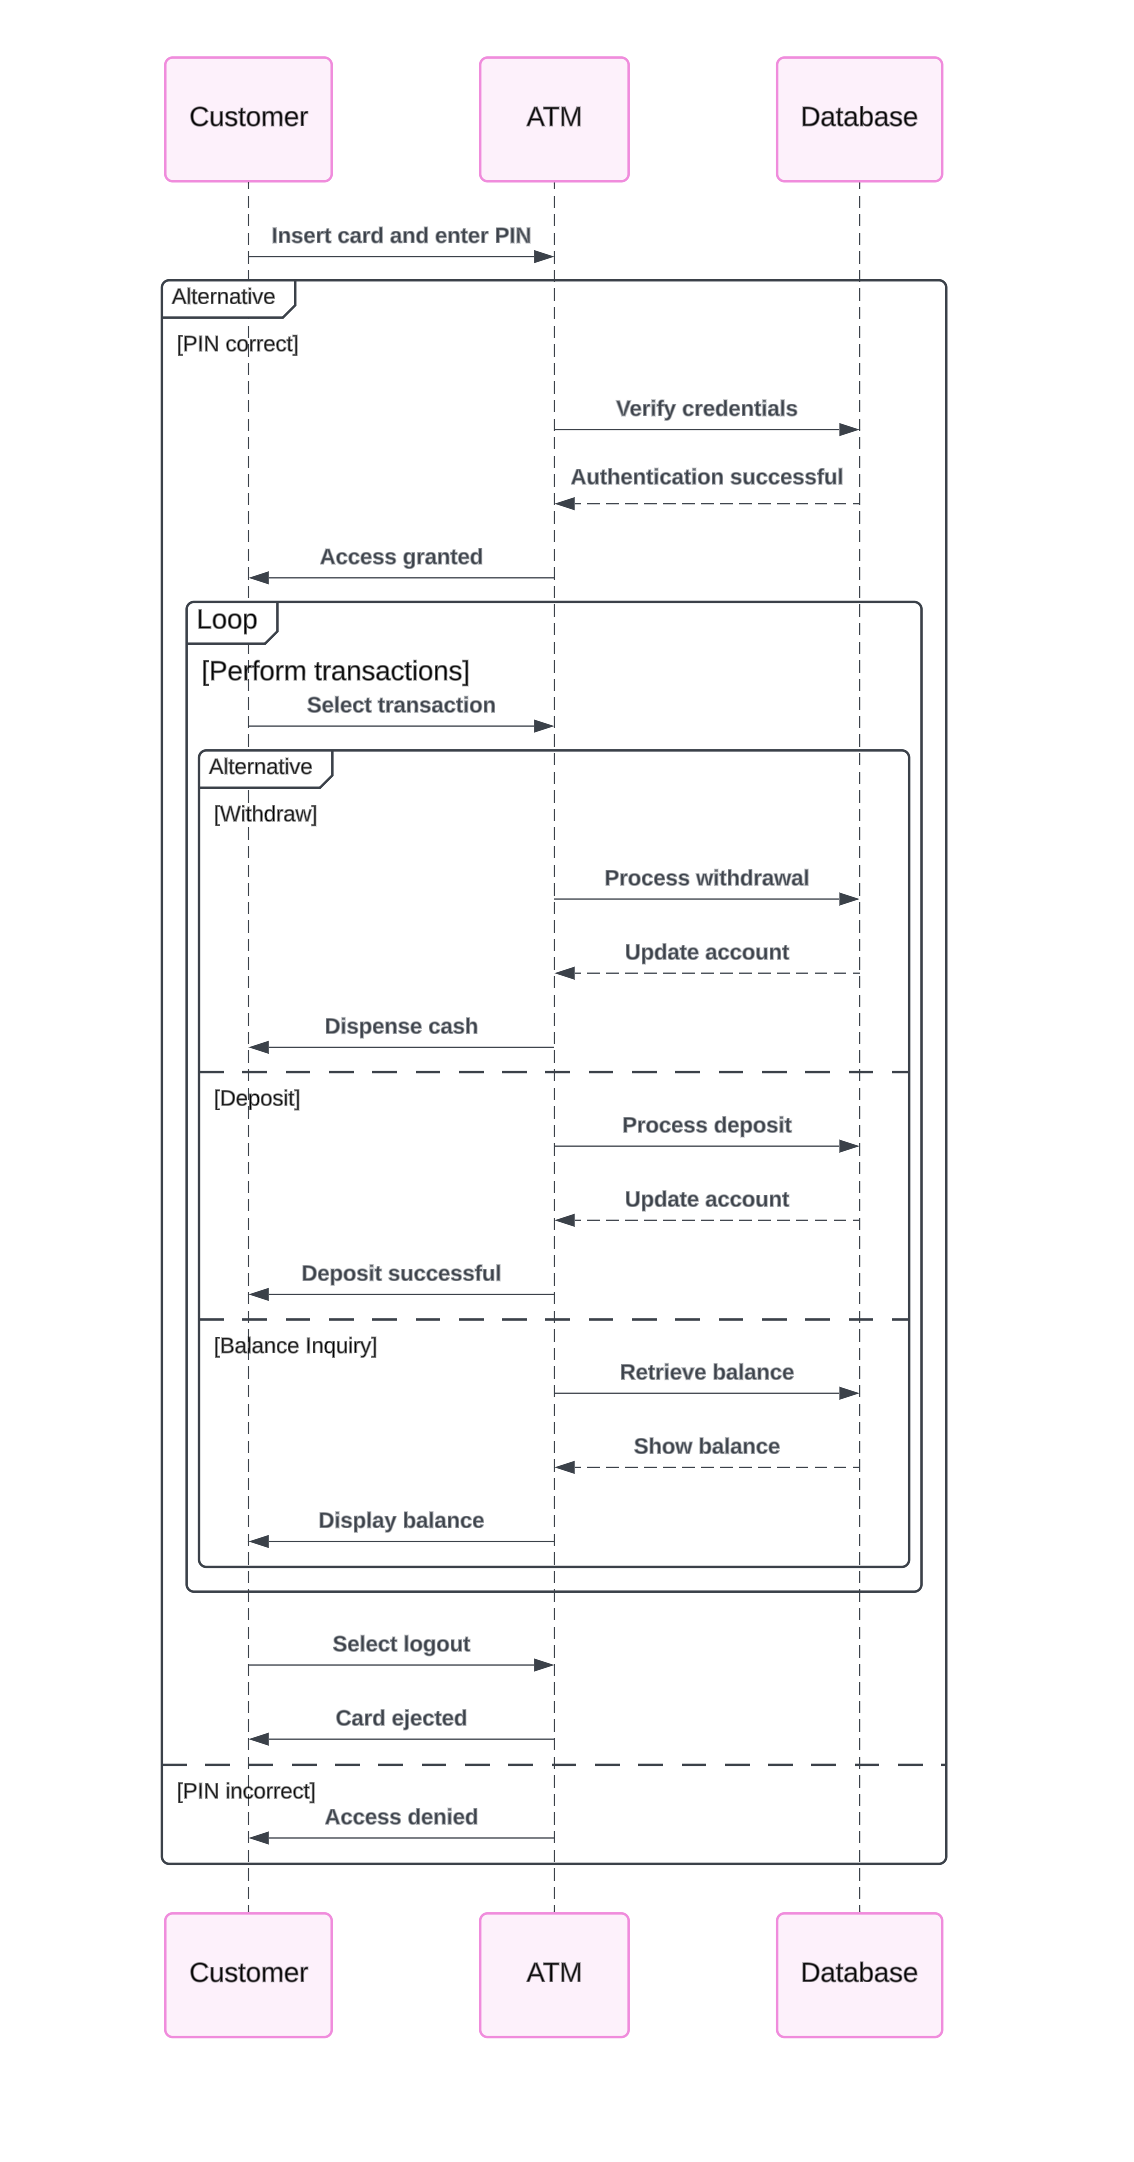 Customer
ATM
Database
Insert card and enter PIN
Alternative
[PIN correct]
Verify credentials
Authentication successful
Access granted
Loop
[Perform transactions]
Select transaction
Alternative
[Withdraw]
Process withdrawal
Update account
Dispense cash
[Deposit]
Process deposit
Update account
Deposit successful
[Balance Inquiry]
Retrieve balance
Show balance
Display balance
Select logout
Card ejected
[PIN incorrect]
Access denied
Customer
ATM
Database